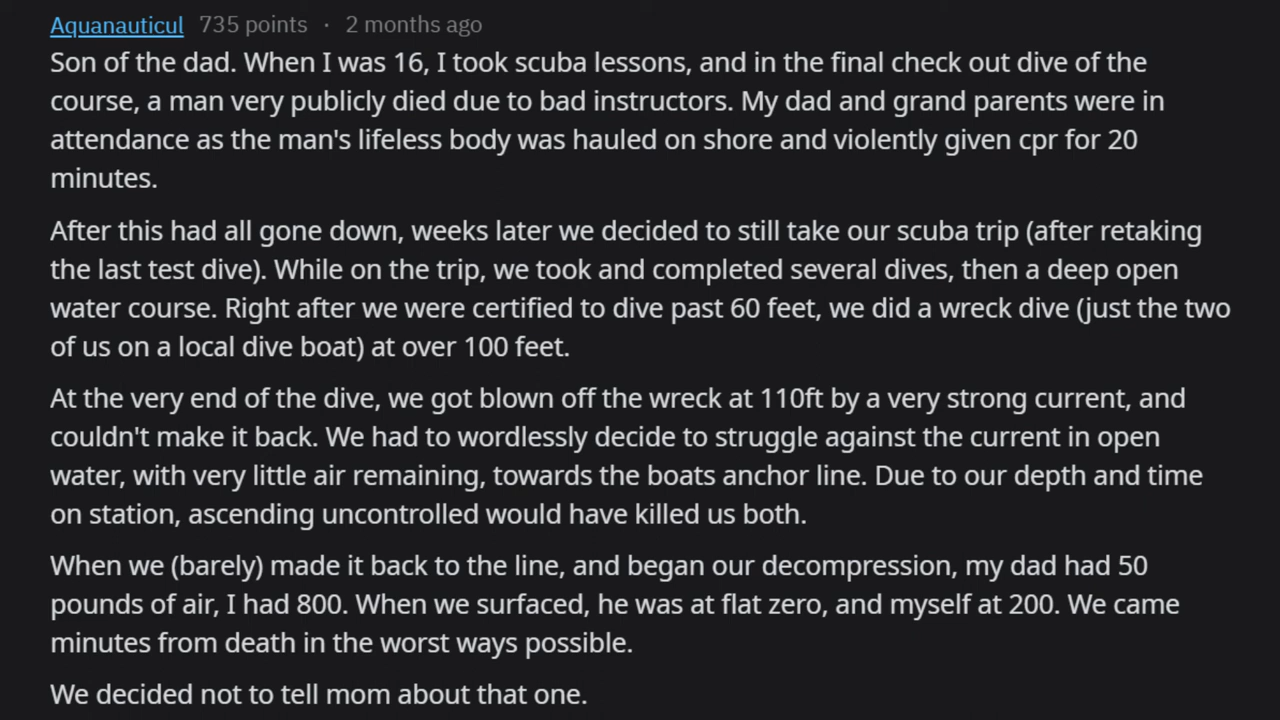 Aquanauticul 735 points · 2 months ago
Son of the dad. When I was 16, I took scuba lessons, and in the final check out dive of the
course, a man very publicly died due to bad instructors. My dad and grand parents were in
attendance as the man's lifeless body was hauled on shore and violently given cpr for 20
minutes.
After this had all gone down, weeks later we decided to still take our scuba trip (after retaking
the last test dive). While on the trip, we took and completed several dives, then a deep open
water course. Right after we were certified to dive past 60 feet, we did a wreck dive (just the two
of us on a local dive boat) at over 100 feet.
At the very end of the dive, we got blown off the wreck at 110ft by a very strong current, and
couldn't make it back. We had to wordlessly decide to struggle against the current in open
water, with very little air remaining, towards the boats anchor line. Due to our depth and time
on station, ascending uncontrolled would have killed us both.
When we (barely) made it back to the line, and began our decompression, my dad had 50
pounds of air, I had 800. When we surfaced, he was at flat zero, and myself at 200. We came
minutes from death in the worst ways possible.
We decided not to tell mom about that one.